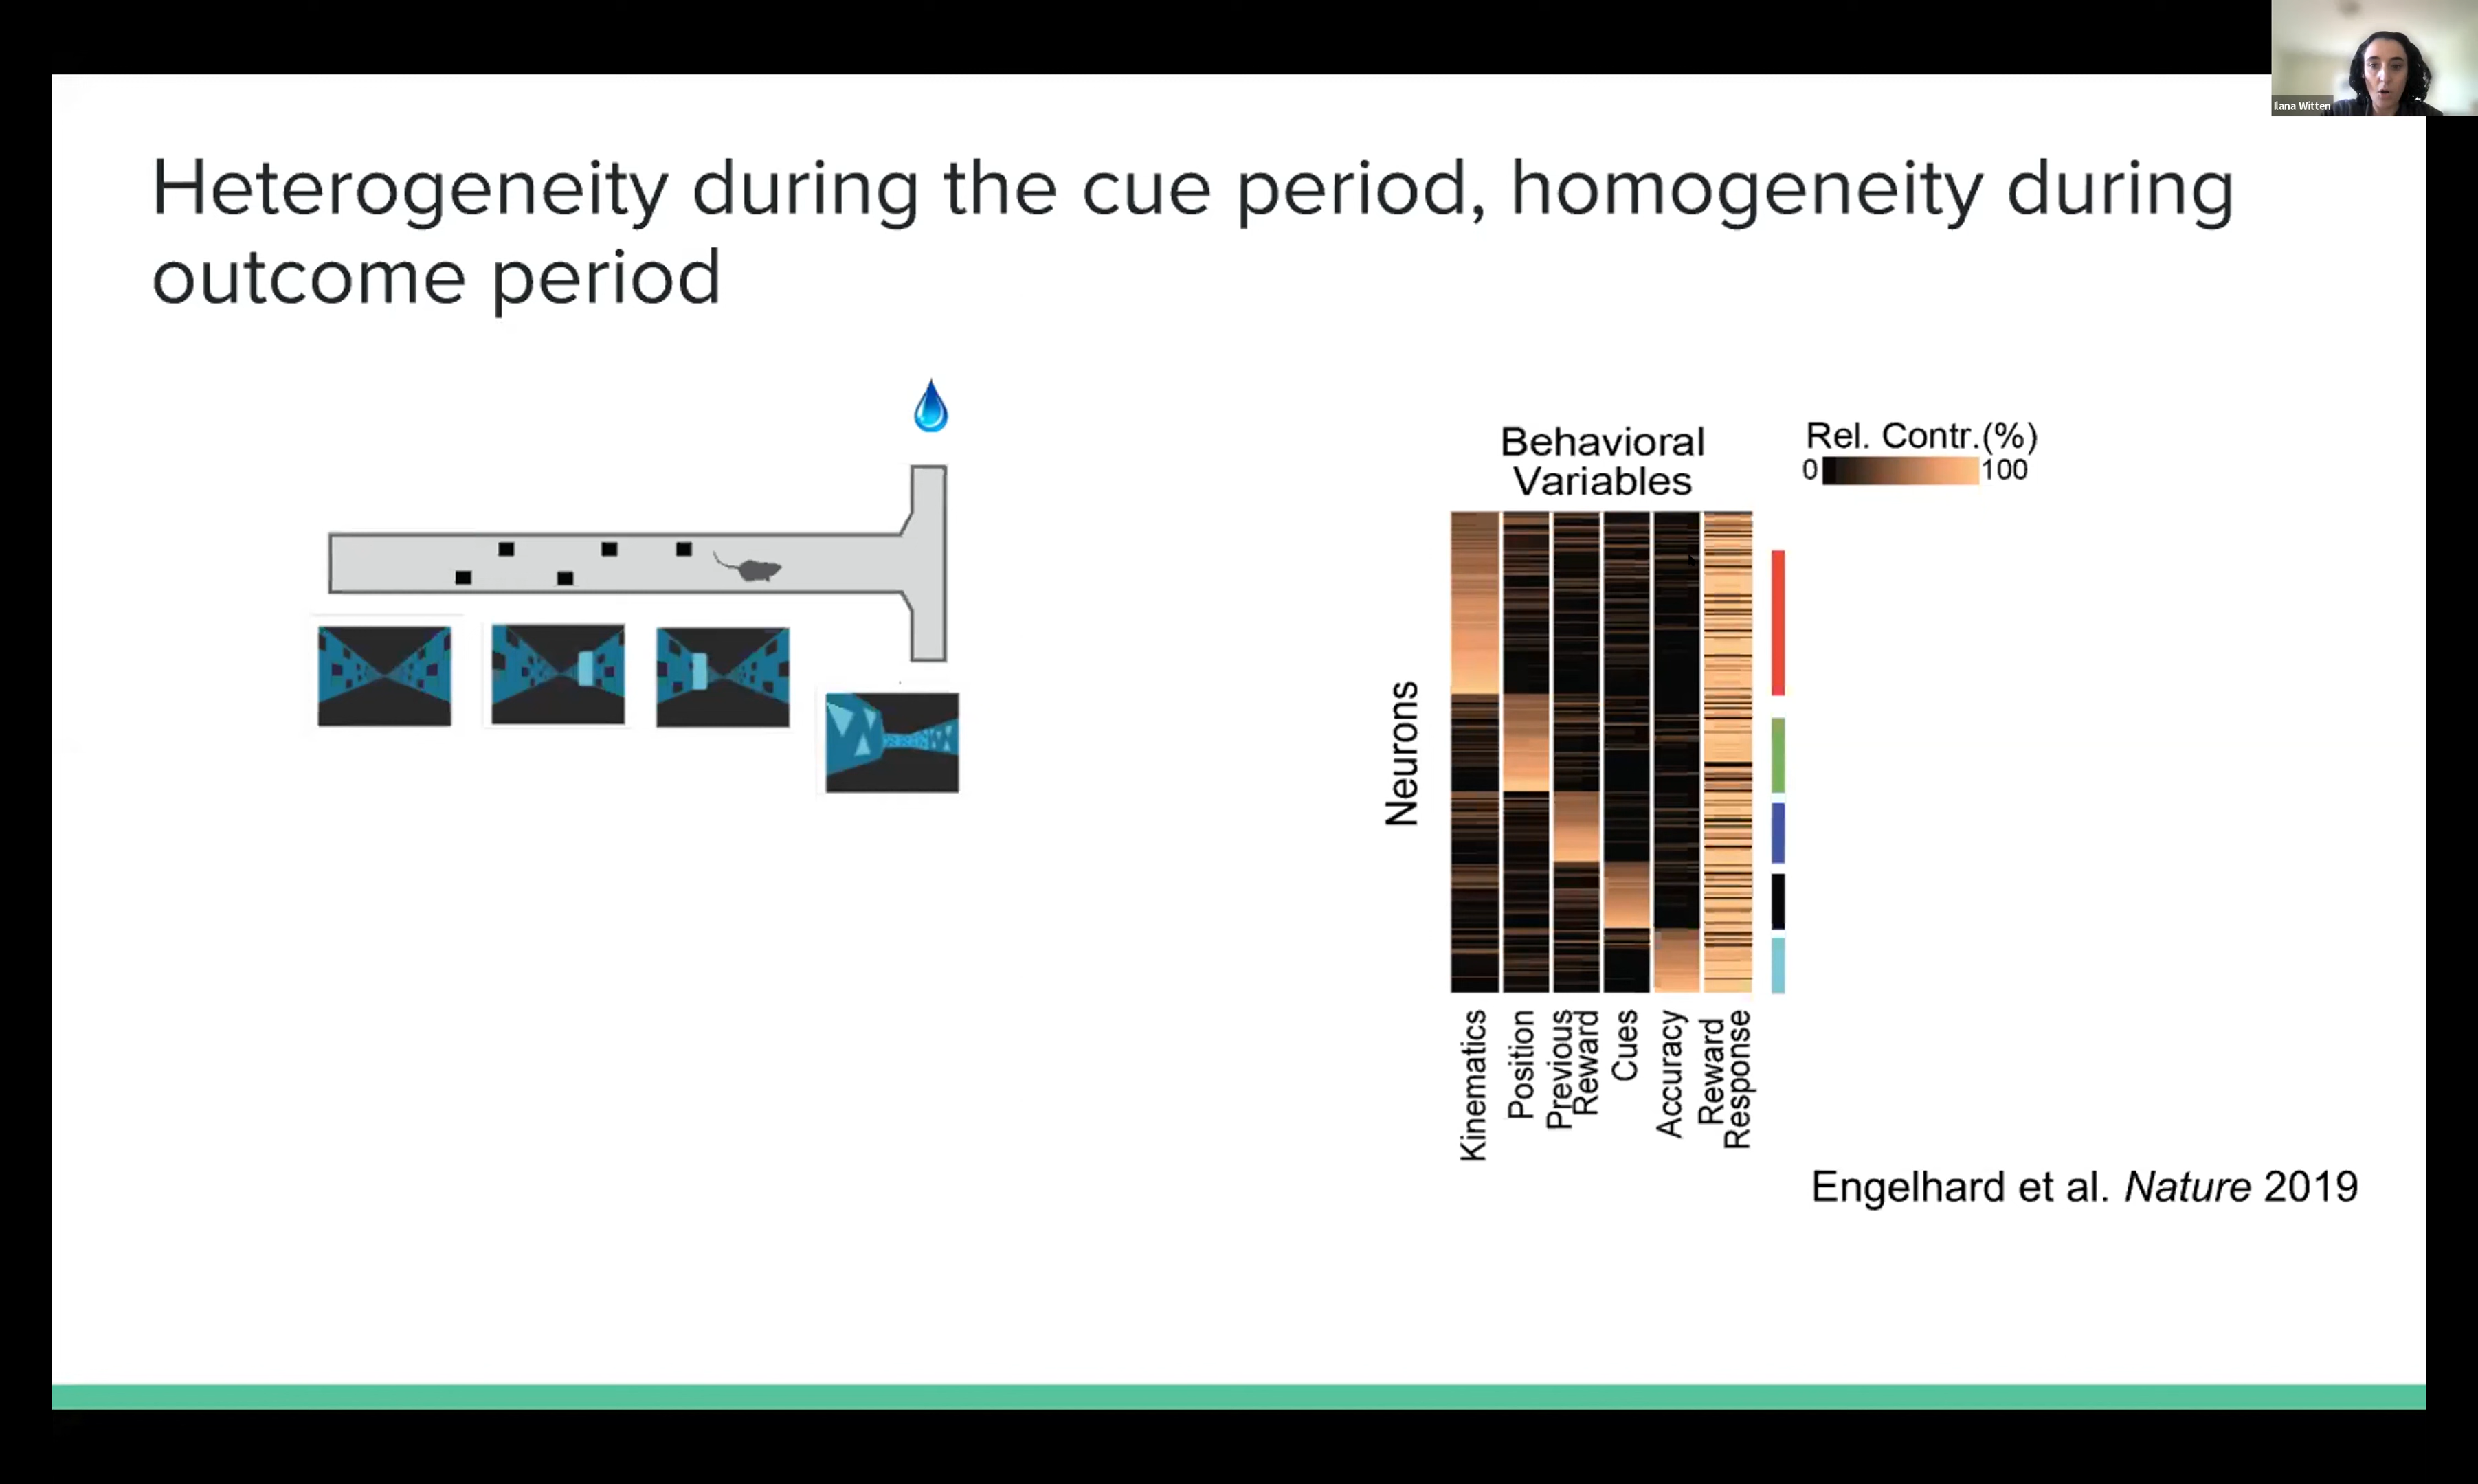 Ilana Witten
Heterogeneity during the cue period, homogeneity during
outcome period
Behavioral
Variables
Rel. Contr.(%)
0
100
Neurons
Kinematics
Position
Previous
Reward
Cues
Accuracy
Reward
Response
Engelhard et al. Nature 2019